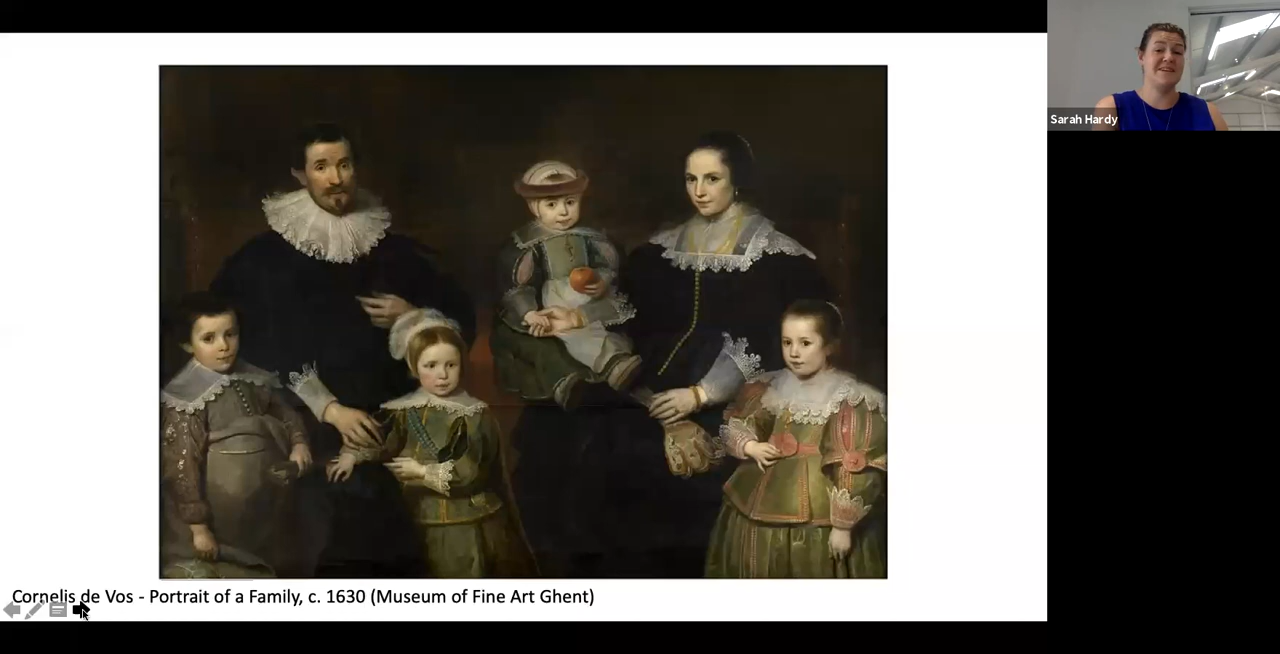 Sarah Hardy
Cornelis de Vos - Portrait of a Family, c. 1630 (Museum of Fine Art Ghent)